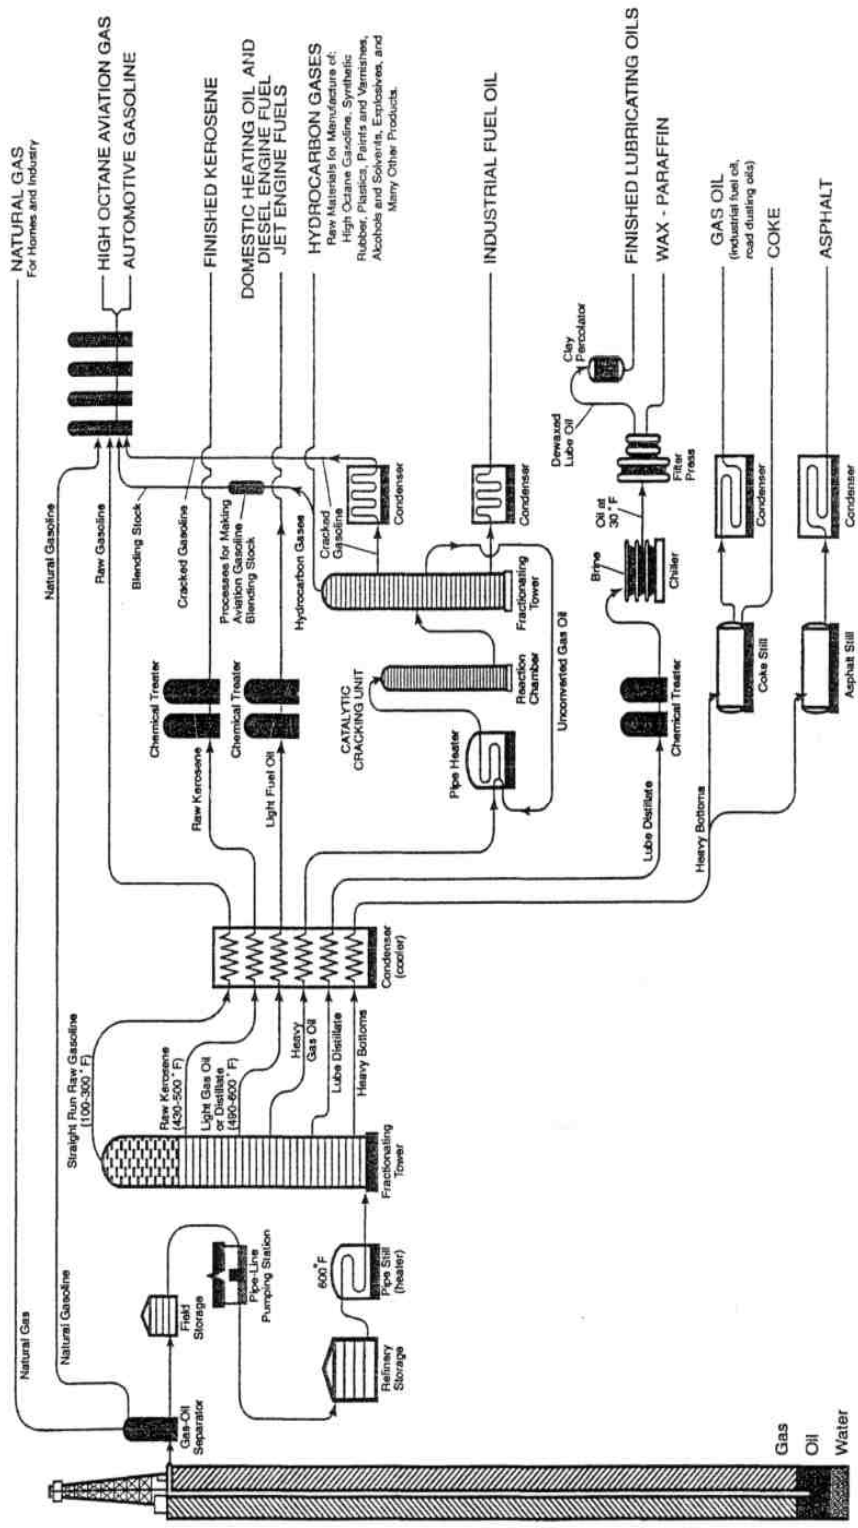 NATURAL GAS
For Homes and Industry
HIGH OCTANE AVIATION GAS
AUTOMOTIVE GASOLINE
FINISHED KEROSENE
DOMESTIC HEATING OIL AND
DIESEL ENGINE FUEL
JET ENGINE FUELS
HYDROCARBON GASES
Raw Materials for Manufacture of:
High Octane Gasoline, Synthetic
Rubber, Plastics, Paints and Varnishes,
Alcohols and Solvents, Explosives, and
Many Other Products.
INDUSTRIAL FUEL OIL
FINISHED LUBRICATING OILS
WAX - PARAFFIN
GAS OIL
(industrial fuel oil,
road dusting oils)
COKE
ASPHALT
Natural Gasoline
Raw Gasoline
Blending Stock
Cracked Gasoline
Processes for Making
Aviation Gasoline
Blending Stock
Hydrocarbon Gases
Cracked
Gasoline
Condenser
Condenser
Clay
Percolator
Dewaxed
Lube Oil
Filter
Press
Oil at
30°F
Brine
Chiller
Condenser
Condenser
Chemical Treater
Chemical Treater
Raw Kerosene
Light Fuel Oil
CATALYTIC
CRACKING UNIT
Pipe Heater
Reaction
Chamber
Fractionating
Tower
Unconverted Gas Oil
Chemical Treater
Lube Distillate
Coke Still
Asphalt Still
Heavy Bottoms
Condenser
(cooler)
Straight Run Raw Gasoline
(100-300°F)
Raw Kerosene
(430-500°F)
Light Gas Oil
or Distillate
(490-600°F)
Heavy
Gas Oil
Lube Distillate
Heavy Bottoms
Fractionating
Tower
Natural Gas
Natural Gasoline
Gas-Oil
Separator
Field
Storage
Pipe-Line
Pumping Station
Refinery
Storage
600°F
Pipe Still
(heater)
Gas
Oil
Water